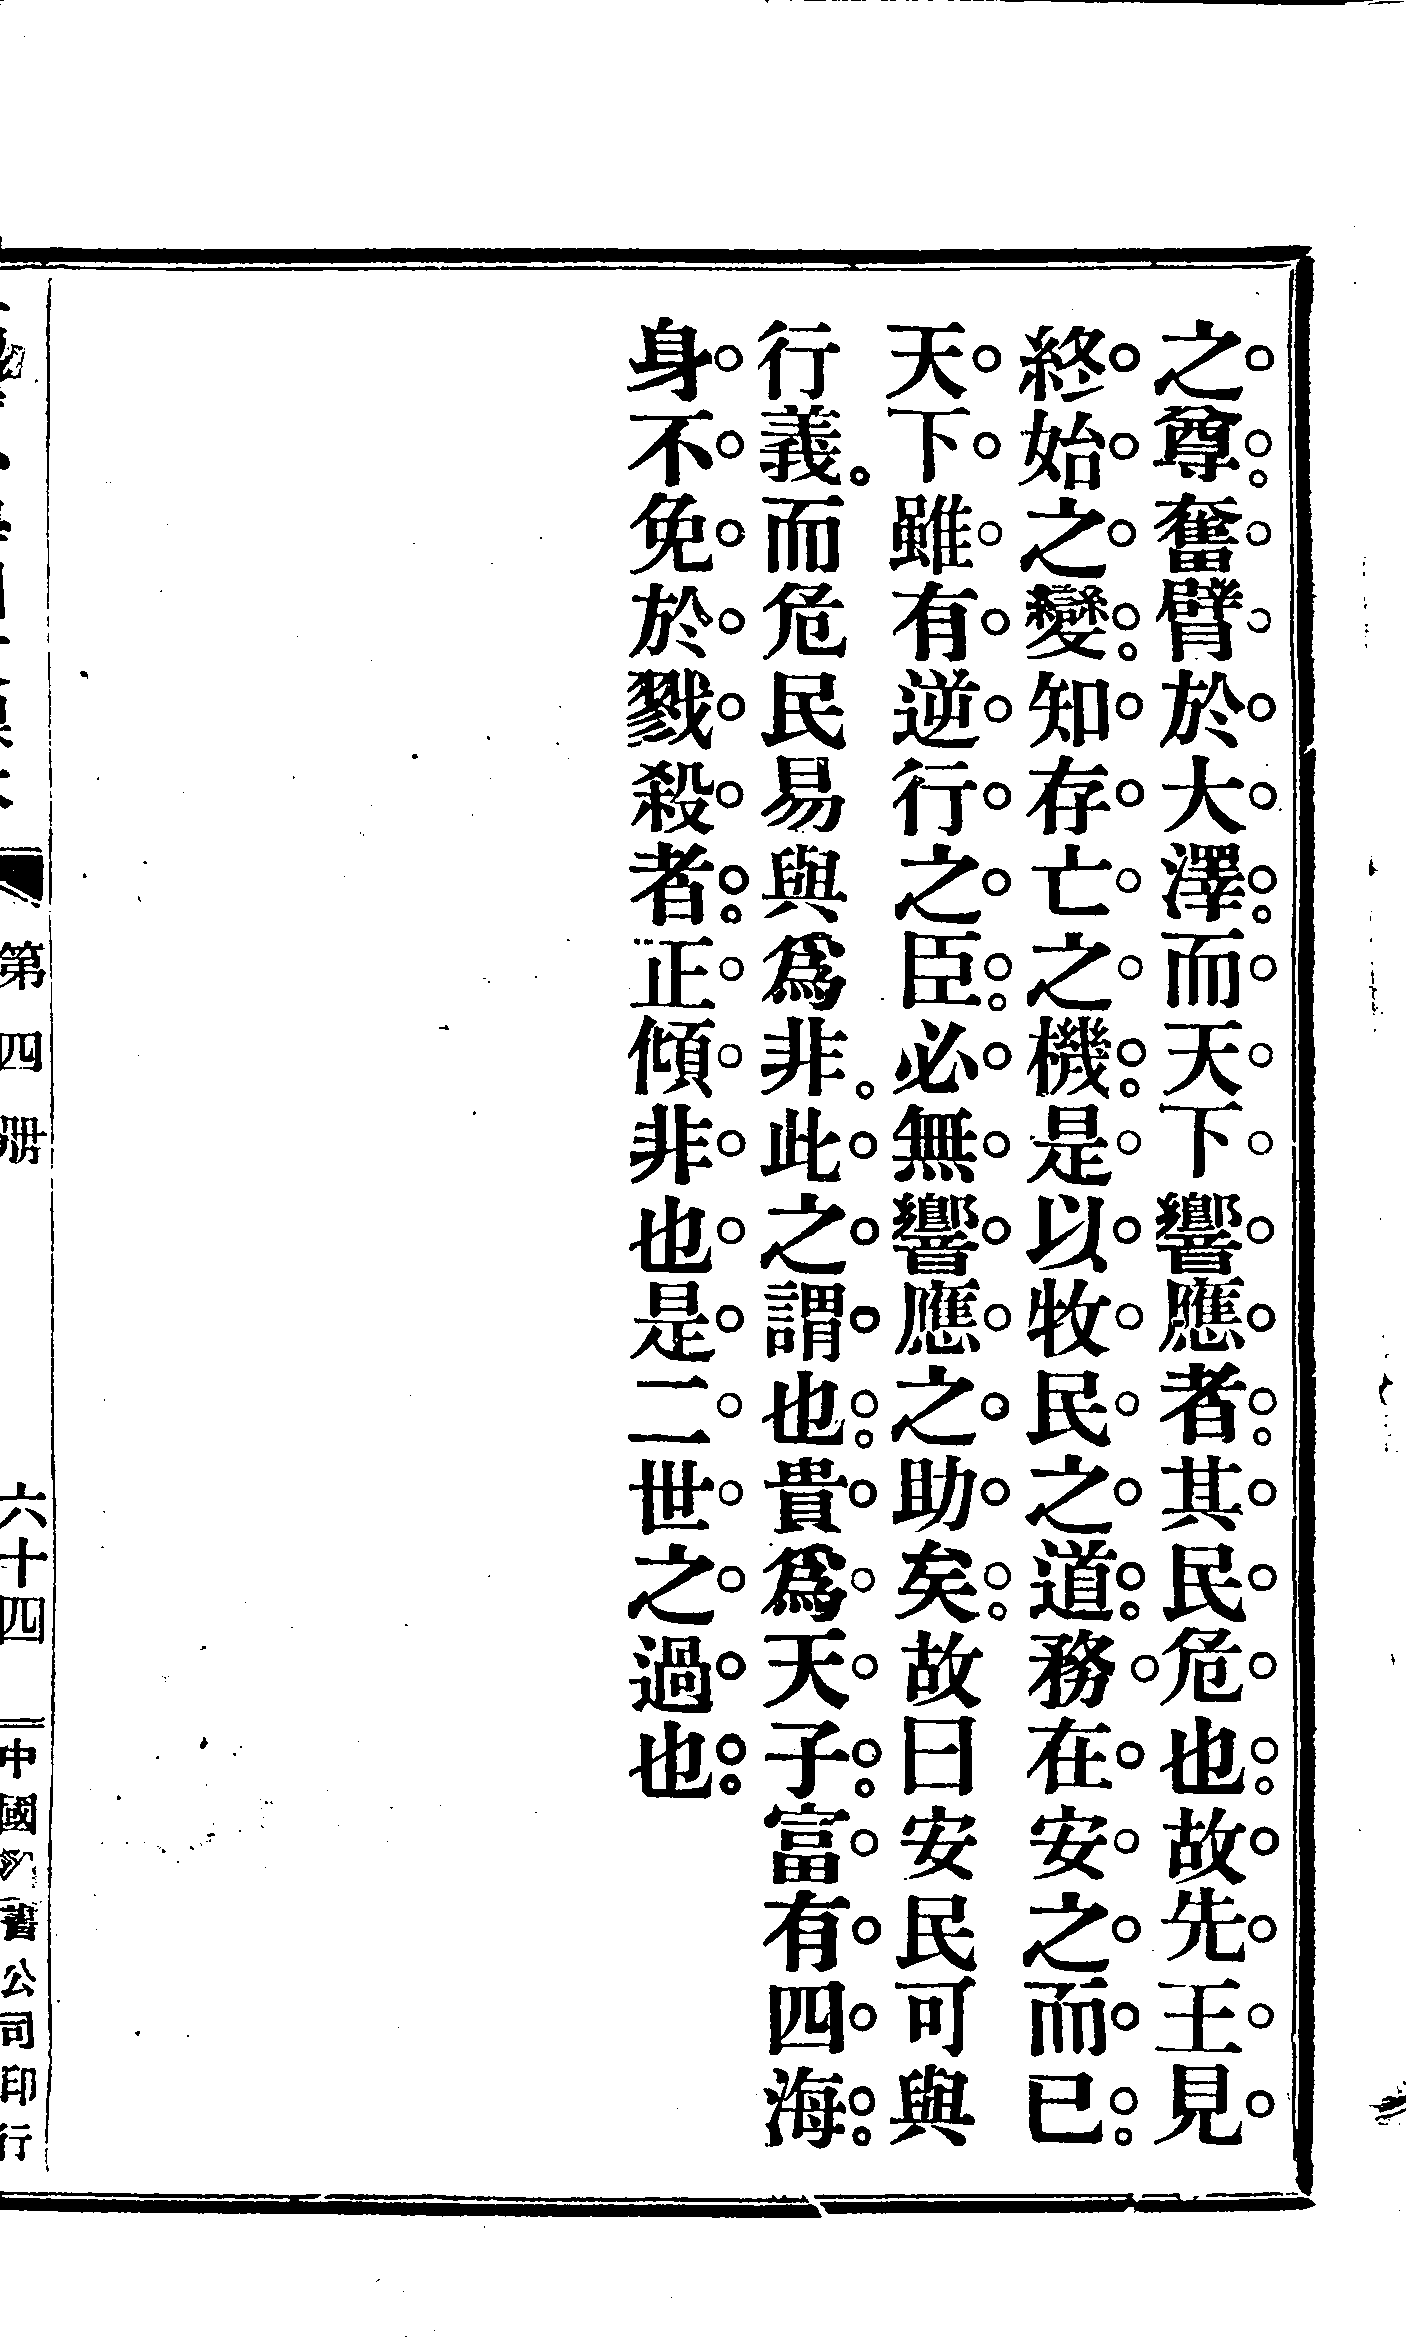 之尊。奮臂於大澤。而天下響應者。其民危也。故先王見
終始之變。知存亡之機。是以牧民之道。務在安之而已。
天下雖有逆行之臣。必無響應之助矣。故曰安民可與
行義。而危民易與爲非。此之謂也。貴爲天子。富有四海。
身不免於戮殺者。正傾非也。是二世之過也。
第四册
六十四
中國圖書公司印行